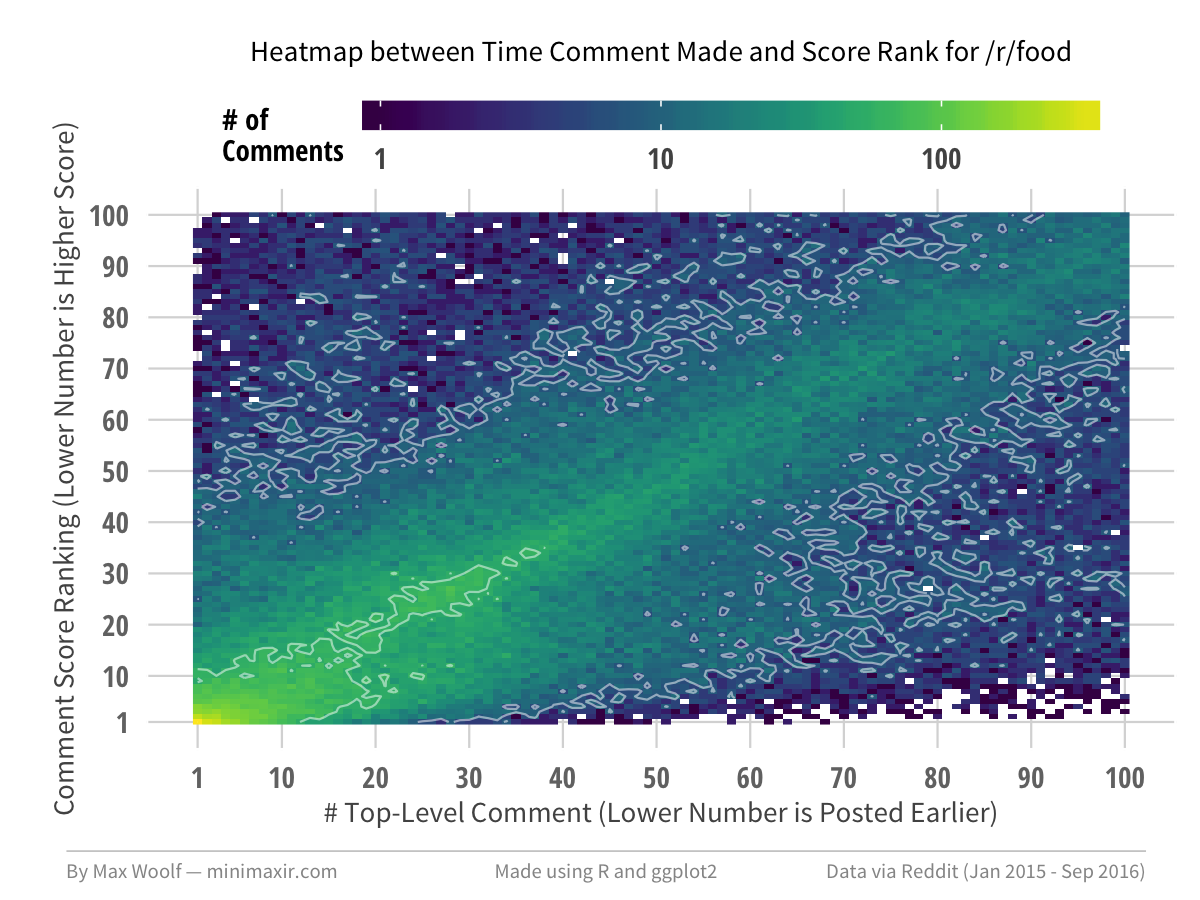 Heatmap between Time Comment Made and Score Rank for /r/food
# of
Comments
1 10 100
Comment Score Ranking (Lower Number is Higher Score)
100
90
80
70
60
50
40
30
20
10
1
1 10 20 30 40 50 60 70 80 90 100
# Top-Level Comment (Lower Number is Posted Earlier)
By Max Woolf — minimaxir.com
Made using R and ggplot2
Data via Reddit (Jan 2015 - Sep 2016)